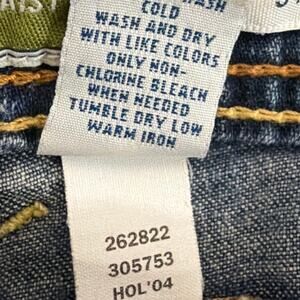 COLD
WASH AND DRY
WITH LIKE COLORS
ONLY NON-
CHLORINE BLEACH
WHEN NEEDED
TUMBLE DRY LOW
WARM IRON
262822
305753
HOL'04